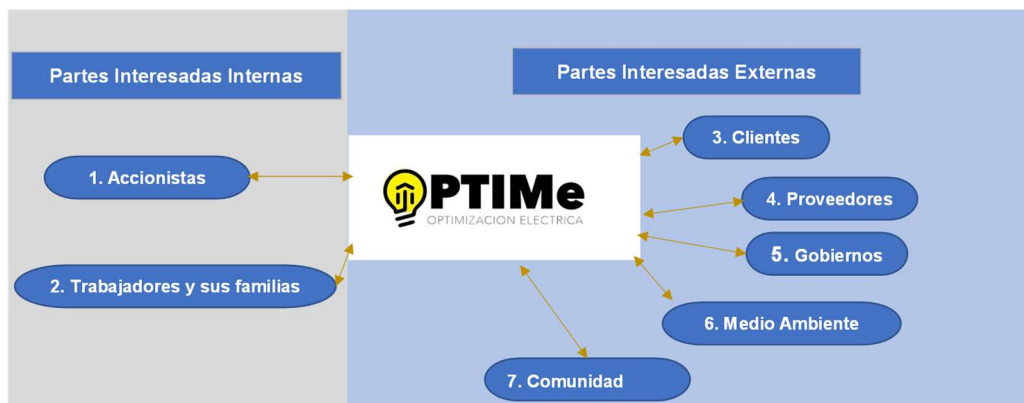 Partes Interesadas Internas
Partes Interesadas Externas
3. Clientes
1. Accionistas
OPTIMe
OPTIMIZACION ELECTRICA
4. Proveedores
5. Gobiernos
2. Trabajadores y sus familias
6. Medio Ambiente
7. Comunidad